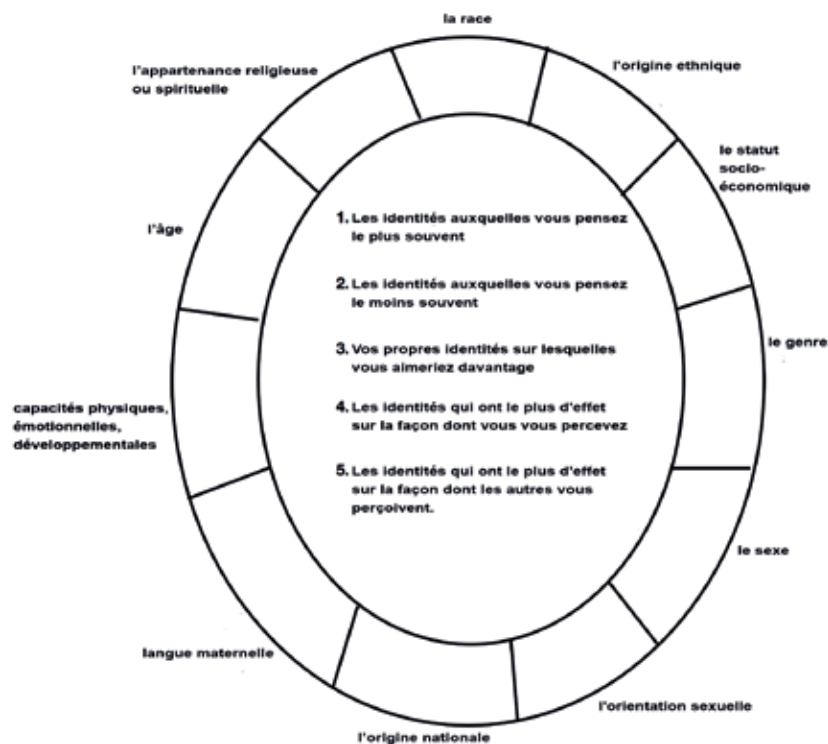 la race
l'origine ethnique
le statut
socio-
économique
le genre
le sexe
l'orientation sexuelle
l'origine nationale
langue maternelle
capacités physiques,
émotionnelles,
développementales
l'âge
l'appartenance religieuse
ou spirituelle
1. Les identités auxquelles vous pensez
le plus souvent
2. Les identités auxquelles vous pensez
le moins souvent
3. Vos propres identités sur lesquelles
vous aimeriez davantage
4. Les identités qui ont le plus d'effet
sur la façon dont vous vous percevez
5. Les identités qui ont le plus d'effet
sur la façon dont les autres vous
perçoivent.